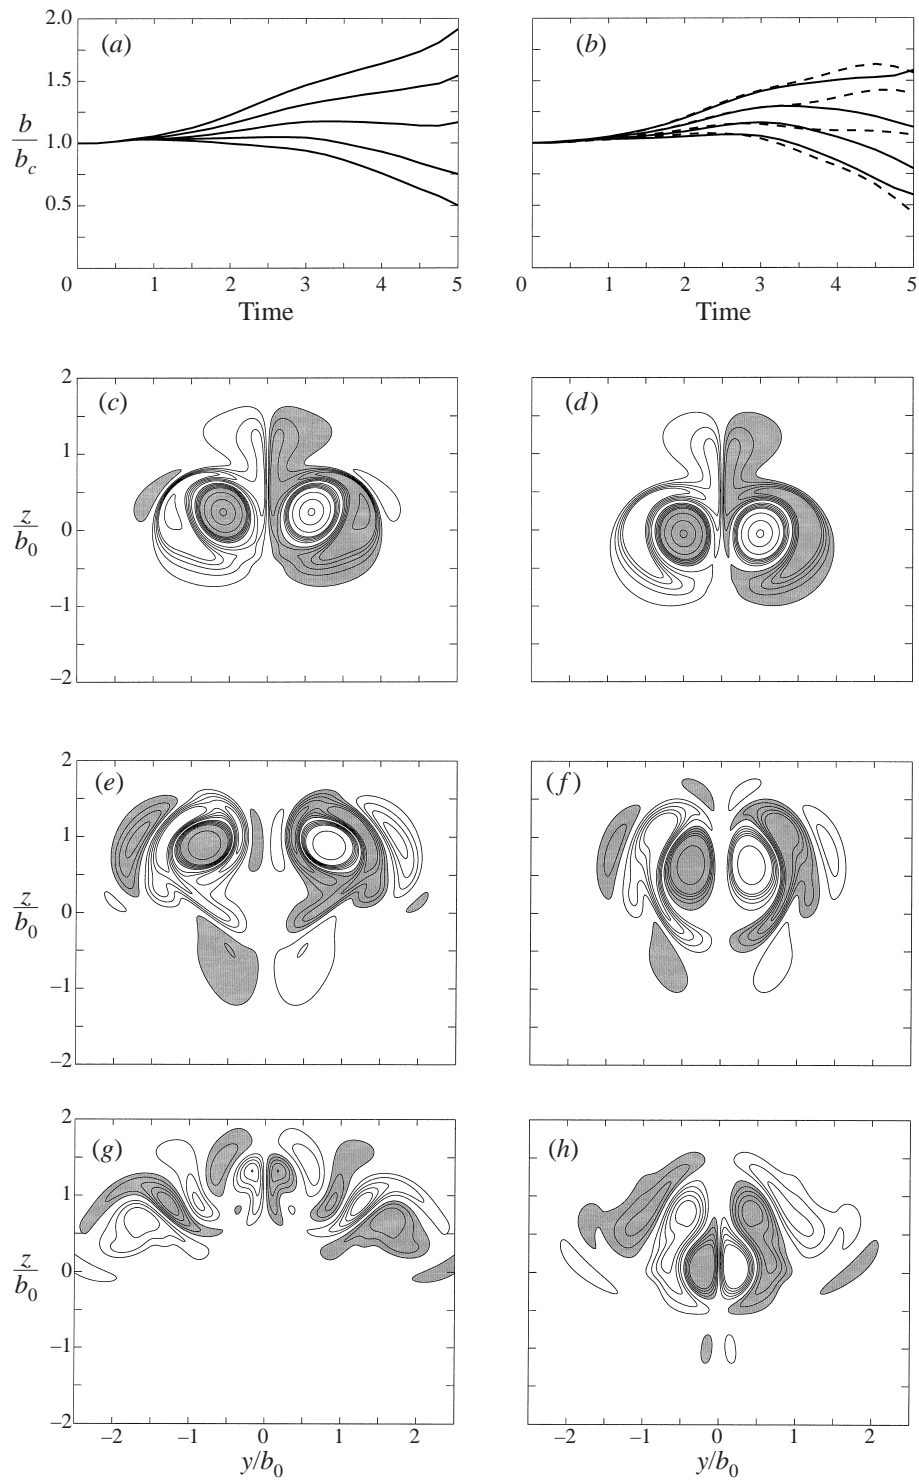 (a)
(b)
2.0
1.5
1.0
0.5
b
b_c
0 1 2 3 4 5
0 1 2 3 4 5
Time
Time
(c)
(d)
2
1
0
–1
–2
z
b_0
(e)
(f)
2
1
0
–1
–2
z
b_0
(g)
(h)
2
1
0
–1
–2
z
b_0
–2 –1 0 1 2
–2 –1 0 1 2
y/b_0
y/b_0